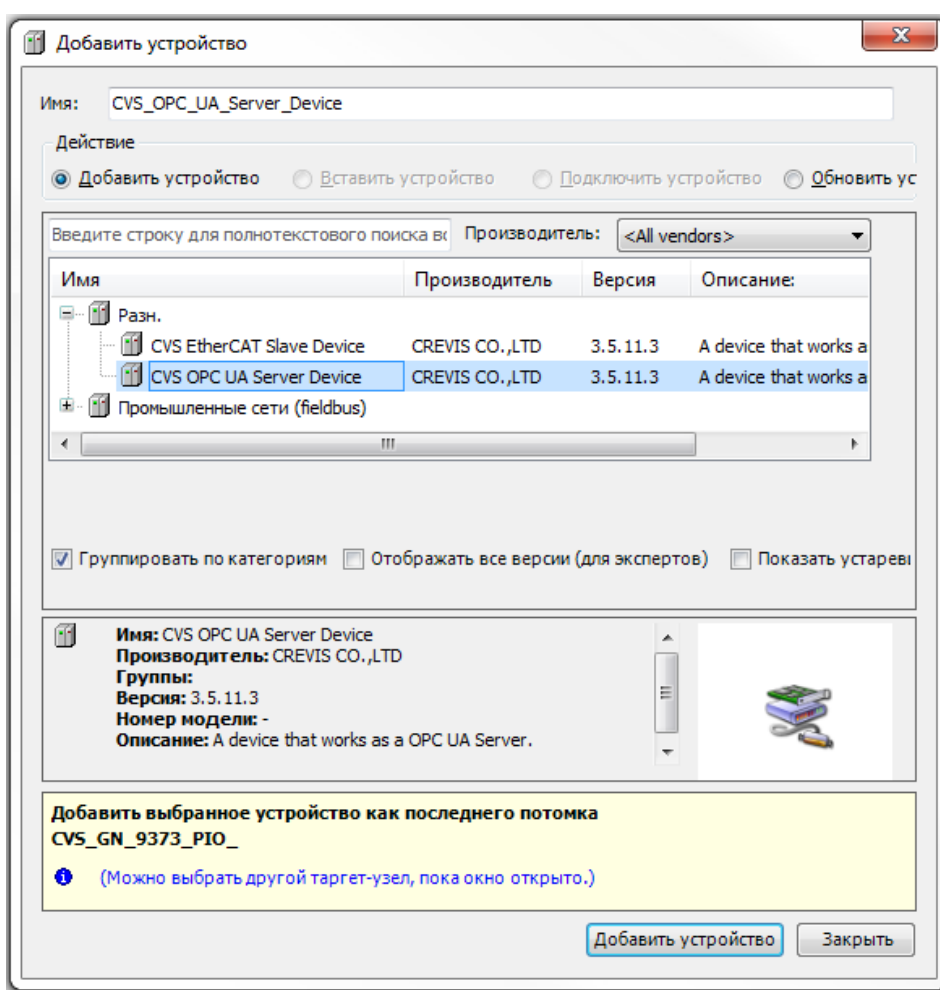 Добавить устройство
Имя: CVS_OPC_UA_Server_Device
Действие
Добавить устройство Вставить устройство Подключить устройство Обновить ус
Введите строку для полнотекстового поиска вс Производитель: <All vendors>
Имя Производитель Версия Описание:
Разн.
CVS EtherCAT Slave Device CREVIS CO.,LTD 3.5.11.3 A device that works a
CVS OPC UA Server Device CREVIS CO.,LTD 3.5.11.3 A device that works a
Промышленные сети (fieldbus)
Группировать по категориям Отображать все версии (для экспертов) Показать устарев
Имя: CVS OPC UA Server Device
Производитель: CREVIS CO.,LTD
Группы:
Версия: 3.5.11.3
Номер модели: -
Описание: A device that works as a OPC UA Server.
Добавить выбранное устройство как последнего потомка
CVS_GN_9373_PIO_
(Можно выбрать другой таргет-узел, пока окно открыто.)
Добавить устройство Закрыть